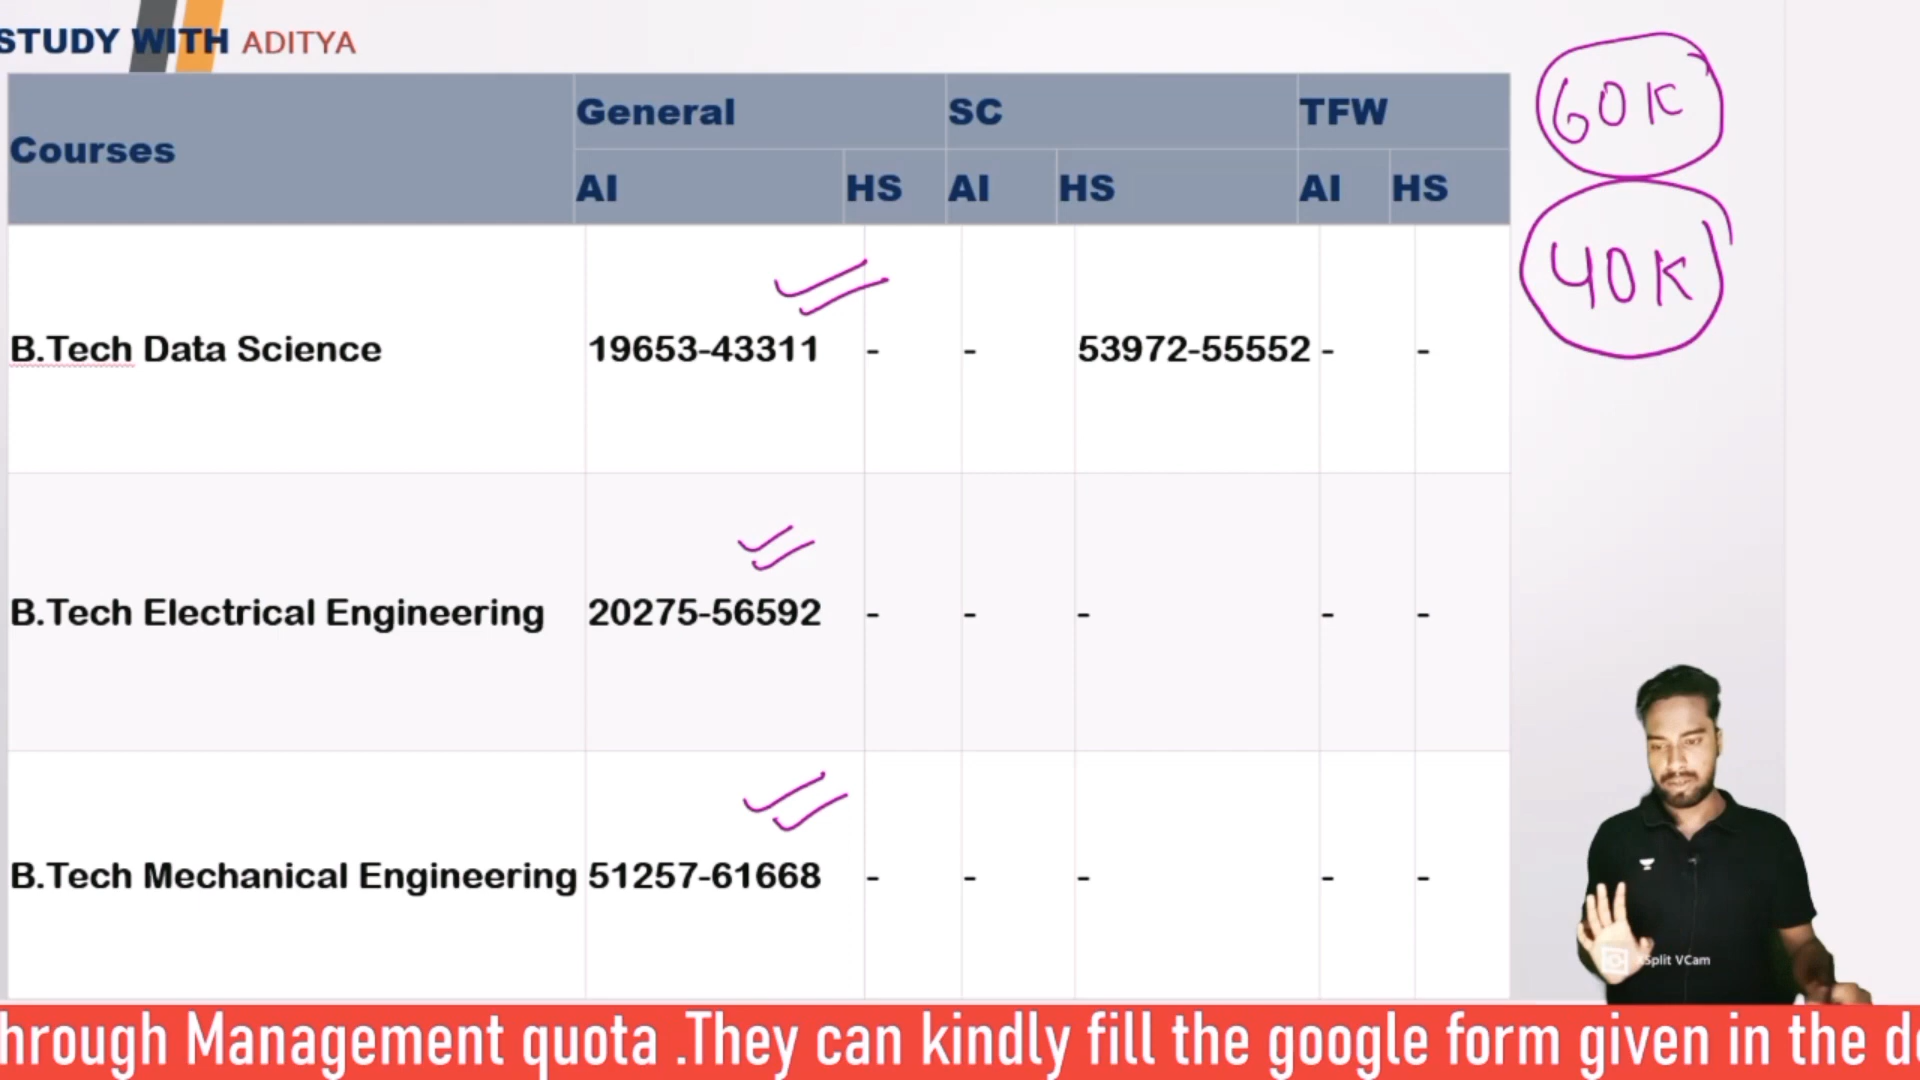 STUDY WITH ADITYA
Courses General SC TFW
AI HS AI HS AI HS
B.Tech Data Science 19653-43311 - - 53972-55552 - -
B.Tech Electrical Engineering 20275-56592 - - - - -
B.Tech Mechanical Engineering 51257-61668 - - - - -
60K
40K
XSplit VCam
hrough Management quota .They can kindly fill the google form given in the de